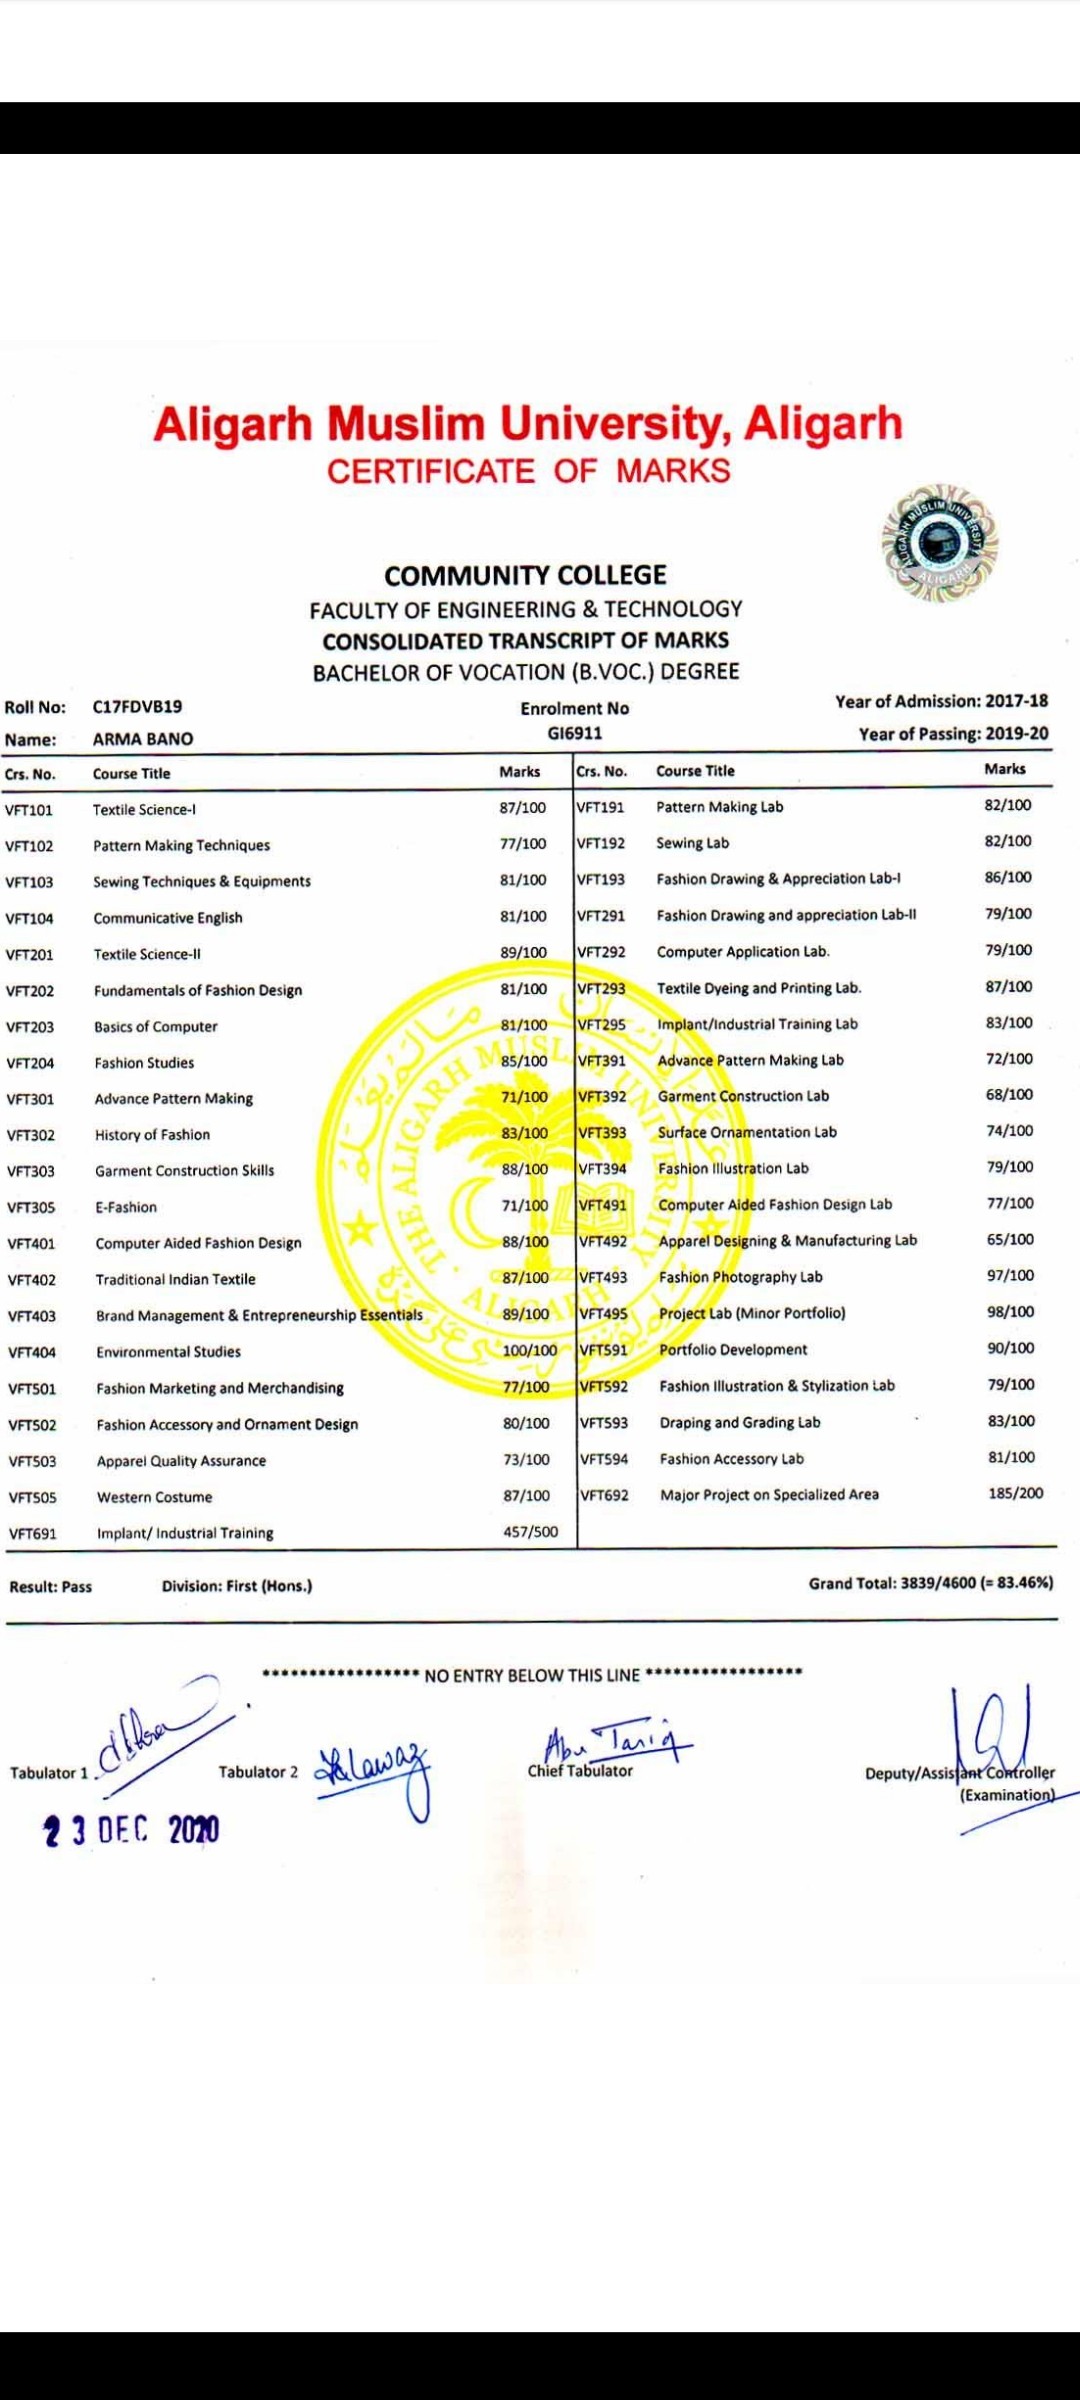 Aligarh Muslim University, Aligarh
CERTIFICATE OF MARKS
ALIGARH MUSLIM UNIVERSITY
ALIGARH
COMMUNITY COLLEGE
FACULTY OF ENGINEERING & TECHNOLOGY
CONSOLIDATED TRANSCRIPT OF MARKS
BACHELOR OF VOCATION (B.VOC.) DEGREE
Roll No: C17FDVB19 Enrolment No Year of Admission: 2017-18
Name: ARMA BANO GI6911 Year of Passing: 2019-20
Crs. No. Course Title Marks Crs. No. Course Title Marks
VFT101 Textile Science-I 87/100 VFT191 Pattern Making Lab 82/100
VFT102 Pattern Making Techniques 77/100 VFT192 Sewing Lab 82/100
VFT103 Sewing Techniques & Equipments 81/100 VFT193 Fashion Drawing & Appreciation Lab-I 86/100
VFT104 Communicative English 81/100 VFT291 Fashion Drawing and appreciation Lab-II 79/100
VFT201 Textile Science-II 89/100 VFT292 Computer Application Lab. 79/100
VFT202 Fundamentals of Fashion Design 81/100 VFT293 Textile Dyeing and Printing Lab. 87/100
VFT203 Basics of Computer 81/100 VFT295 Implant/Industrial Training Lab 83/100
VFT204 Fashion Studies 85/100 VFT391 Advance Pattern Making Lab 72/100
VFT301 Advance Pattern Making 71/100 VFT392 Garment Construction Lab 68/100
VFT302 History of Fashion 83/100 VFT393 Surface Ornamentation Lab 74/100
VFT303 Garment Construction Skills 88/100 VFT394 Fashion Illustration Lab 79/100
VFT305 E-Fashion 71/100 VFT491 Computer Aided Fashion Design Lab 77/100
VFT401 Computer Aided Fashion Design 88/100 VFT492 Apparel Designing & Manufacturing Lab 65/100
VFT402 Traditional Indian Textile 87/100 VFT493 Fashion Photography Lab 97/100
VFT403 Brand Management & Entrepreneurship Essentials 89/100 VFT495 Project Lab (Minor Portfolio) 98/100
VFT404 Environmental Studies 100/100 VFT591 Portfolio Development 90/100
VFT501 Fashion Marketing and Merchandising 77/100 VFT592 Fashion Illustration & Stylization Lab 79/100
VFT502 Fashion Accessory and Ornament Design 80/100 VFT593 Draping and Grading Lab 83/100
VFT503 Apparel Quality Assurance 73/100 VFT594 Fashion Accessory Lab 81/100
VFT505 Western Costume 87/100 VFT692 Major Project on Specialized Area 185/200
VFT691 Implant/ Industrial Training 457/500
THE ALIGARH MUSLIM UNIVERSITY · ALIGARH ·
Result: Pass Division: First (Hons.) Grand Total: 3839/4600 (= 83.46%)
***************** NO ENTRY BELOW THIS LINE *****************
Abu Tariq
Tabulator 1 Tabulator 2 Chief Tabulator Deputy/Assistant Controller
(Examination)
23 DEC 2020